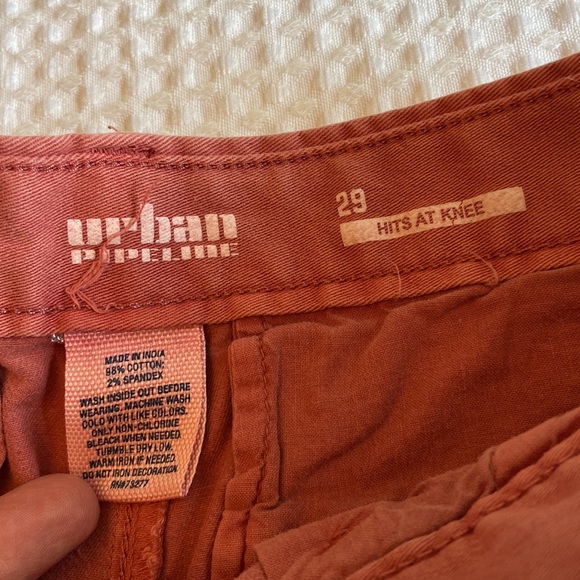 urban
PIPELINE
29
HITS AT KNEE
MADE IN INDIA
98% COTTON;
2% SPANDEX
WASH INSIDE OUT BEFORE
WEARING, MACHINE WASH
COLD WITH LIKE COLORS.
ONLY NON-CHLORINE
BLEACH WHEN NEEDED.
TUMBLE DRY LOW.
WARM IRON IF NEEDED.
DO NOT IRON DECORATION
RN#73277